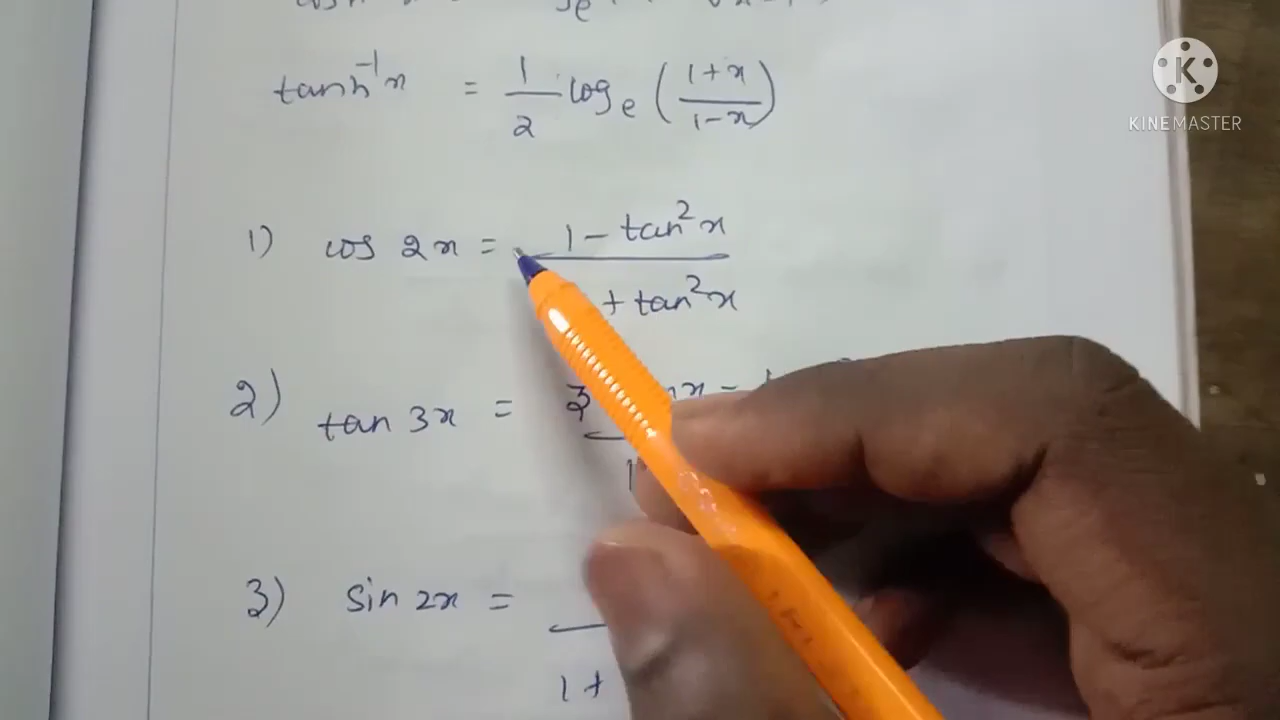 tanh⁻¹x = 1/2 logₑ (1+x/1-x)
K
KINEMASTER
1) cos 2x = 1 - tan²x / + tan²x
2) tan 3x = 3
3) sin 2x =
1 +